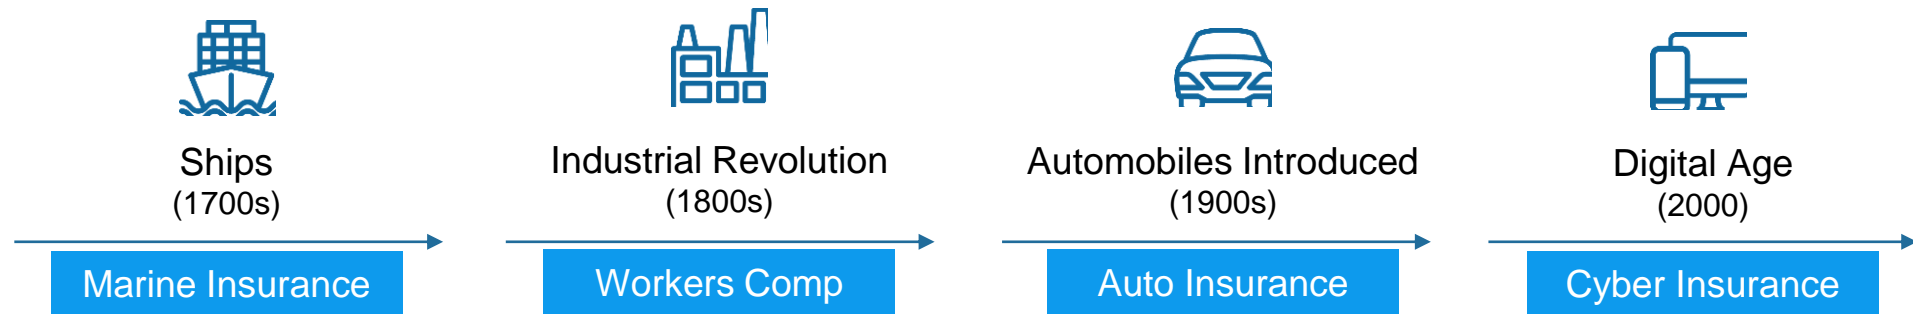 Ships
(1700s)
Marine Insurance
Industrial Revolution
(1800s)
Workers Comp
Automobiles Introduced
(1900s)
Auto Insurance
Digital Age
(2000)
Cyber Insurance